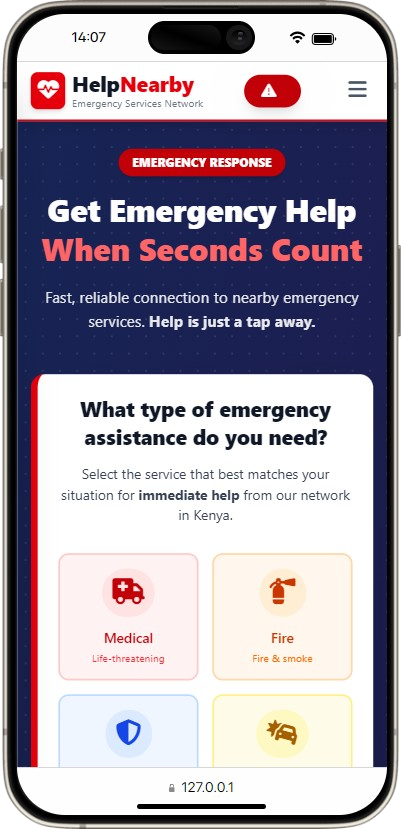 14:07
HelpNearby
Emergency Services Network
EMERGENCY RESPONSE
Get Emergency Help
When Seconds Count
Fast, reliable connection to nearby emergency
services. Help is just a tap away.
What type of emergency
assistance do you need?
Select the service that best matches your
situation for immediate help from our network
in Kenya.
Medical
Life-threatening
Fire
Fire & smoke
127.0.0.1